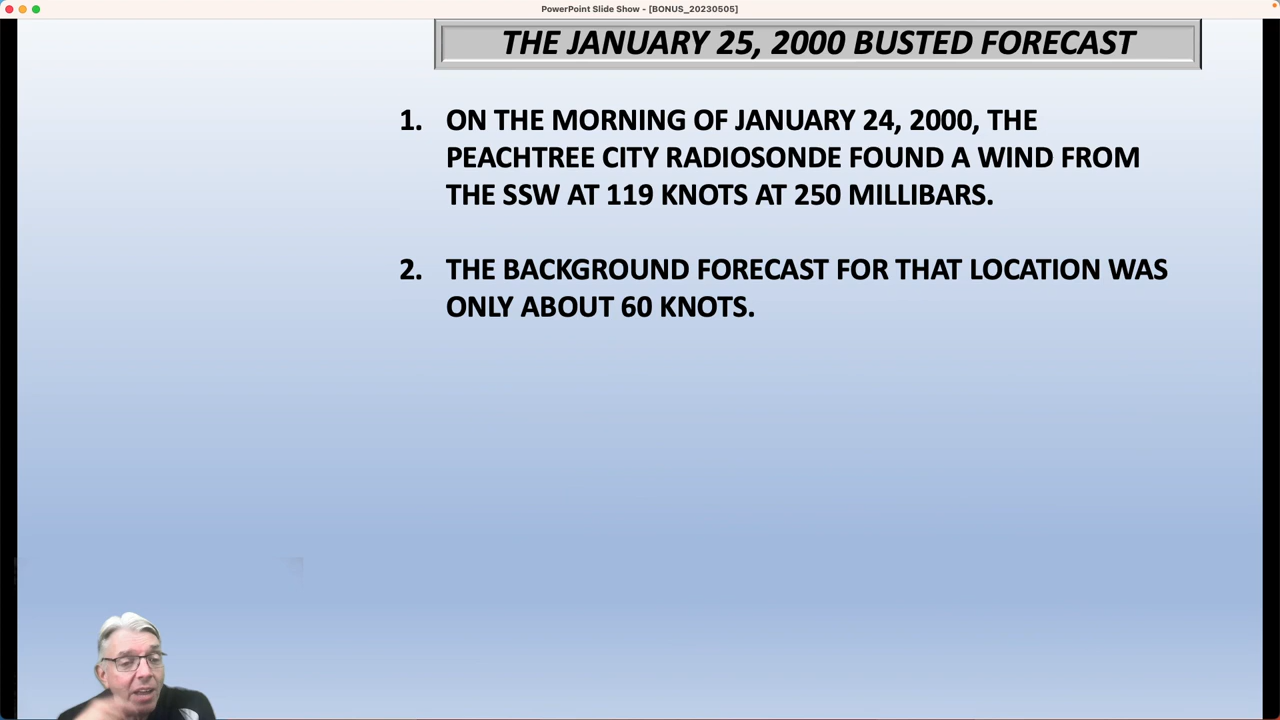 PowerPoint Slide Show - [BONUS_20230505]
THE JANUARY 25, 2000 BUSTED FORECAST
1. ON THE MORNING OF JANUARY 24, 2000, THE
PEACHTREE CITY RADIOSONDE FOUND A WIND FROM
THE SSW AT 119 KNOTS AT 250 MILLIBARS.
2. THE BACKGROUND FORECAST FOR THAT LOCATION WAS
ONLY ABOUT 60 KNOTS.